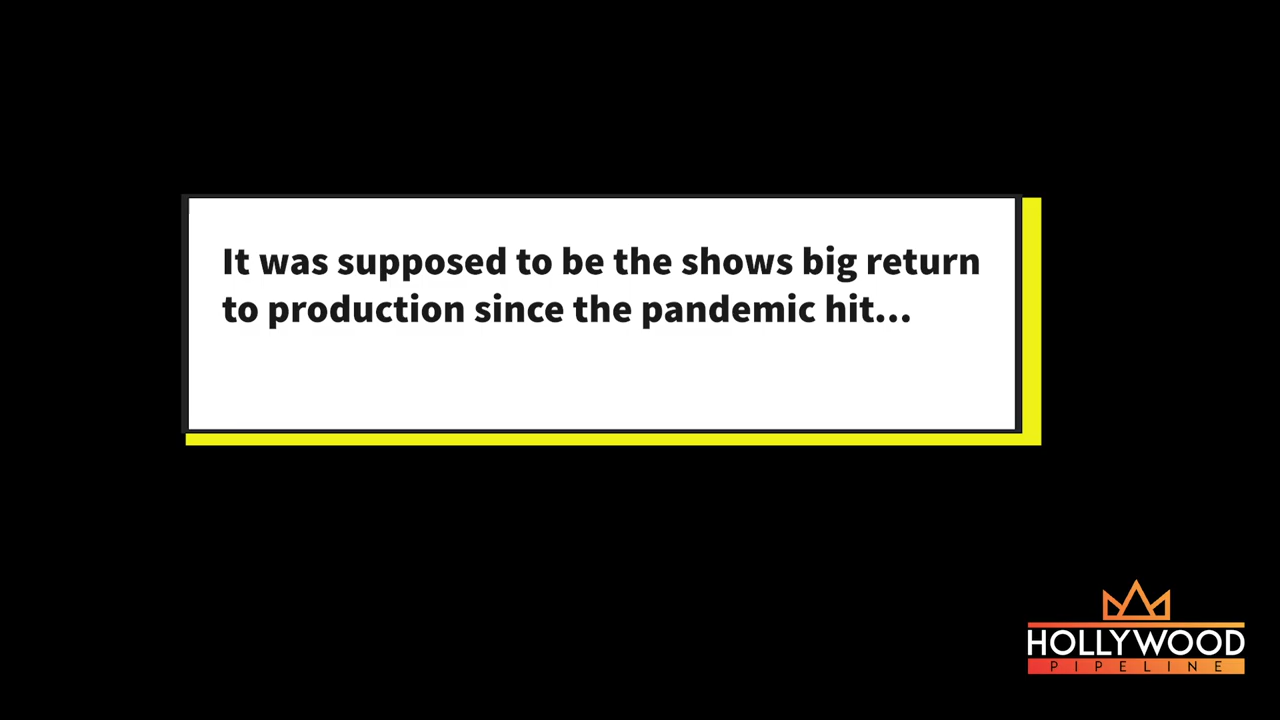 It was supposed to be the shows big return
to production since the pandemic hit...
HOLLYWOOD
PIPELINE